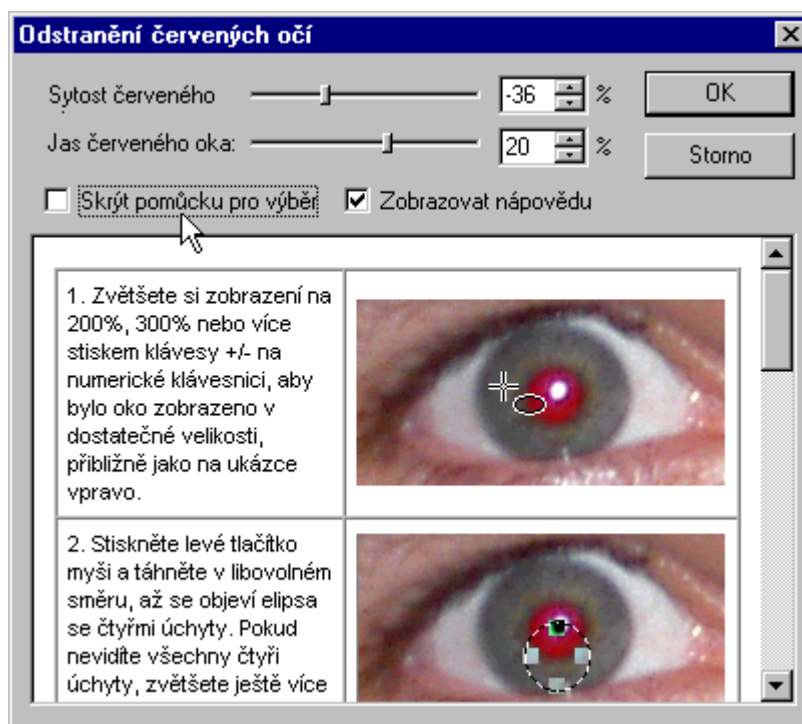 Odstranění červených očí
Sytost červeného -36 % OK
Jas červeného oka: 20 % Storno
Skrýt pomůcku pro výběr Zobrazovat nápovědu
1. Zvětšete si zobrazení na
200%, 300% nebo více
stiskem klávesy +/- na
numerické klávesnici, aby
bylo oko zobrazeno v
dostatečné velikosti,
přibližně jako na ukázce
vpravo.
2. Stiskněte levé tlačítko
myši a táhněte v libovolném
směru, až se objeví elipsa
se čtyřmi úchyty. Pokud
nevidíte všechny čtyři
úchyty, zvětšete ještě více